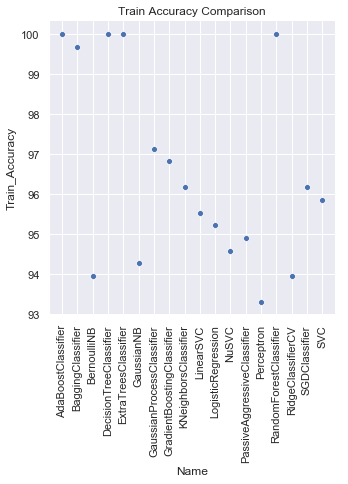 Train Accuracy Comparison
Train_Accuracy
100
99
98
97
96
95
94
93
AdaBoostClassifier
BaggingClassifier
BernoulliNB
DecisionTreeClassifier
ExtraTreesClassifier
GaussianNB
GaussianProcessClassifier
GradientBoostingClassifier
KNeighborsClassifier
LinearSVC
LogisticRegression
NuSVC
PassiveAggressiveClassifier
Perceptron
RandomForestClassifier
RidgeClassifierCV
SGDClassifier
SVC
Name